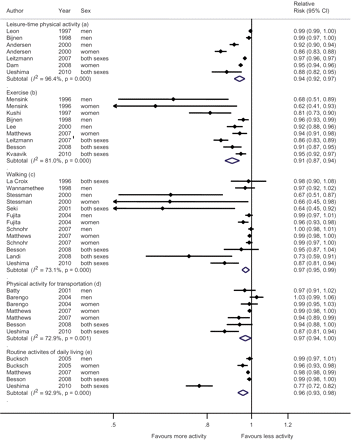 Author Year Sex Relative Risk (95% CI)
Leisure-time physical activity (a)
Leon 1997 men 0.99 (0.99, 1.00)
Bijnen 1998 men 0.99 (0.97, 1.00)
Andersen 2000 men 0.92 (0.90, 0.94)
Andersen 2000 women 0.86 (0.83, 0.88)
Leitzmann 2007 both sexes 0.97 (0.96, 0.97)
Dam 2008 women 0.95 (0.94, 0.96)
Ueshima 2010 both sexes 0.88 (0.82, 0.95)
Subtotal (I² = 96.4%, p = 0.000) 0.94 (0.92, 0.97)
Exercise (b)
Mensink 1996 men 0.68 (0.51, 0.89)
Mensink 1996 women 0.62 (0.41, 0.93)
Kushi 1997 women 0.81 (0.73, 0.90)
Bijnen 1998 men 0.96 (0.93, 0.99)
Lee 2000 men 0.92 (0.88, 0.96)
Matthews 2007 women 0.94 (0.91, 0.98)
Leitzmann 2007 both sexes 0.86 (0.83, 0.89)
Besson 2008 both sexes 0.91 (0.87, 0.95)
Kvaavik 2010 both sexes 0.95 (0.92, 0.97)
Subtotal (I² = 81.0%, p = 0.000) 0.91 (0.87, 0.94)
Walking (c)
La Croix 1996 both sexes 0.98 (0.90, 1.08)
Wannamethee 1998 men 0.97 (0.92, 1.02)
Stessman 2000 men 0.67 (0.51, 0.87)
Stessman 2000 women 0.66 (0.45, 0.98)
Seki 2001 both sexes 0.64 (0.45, 0.92)
Fujita 2004 men 0.99 (0.97, 1.01)
Fujita 2004 women 0.96 (0.93, 0.98)
Schnohr 2007 men 1.00 (0.98, 1.01)
Matthews 2007 women 0.99 (0.98, 1.00)
Schnohr 2007 women 0.99 (0.97, 1.00)
Besson 2008 both sexes 0.95 (0.87, 1.04)
Landi 2008 both sexes 0.73 (0.59, 0.91)
Ueshima 2010 both sexes 0.87 (0.81, 0.94)
Subtotal (I² = 73.1%, p = 0.000) 0.97 (0.95, 0.99)
Physical activity for transportation (d)
Batty 2001 men 0.97 (0.91, 1.02)
Barengo 2004 men 1.03 (0.99, 1.06)
Barengo 2004 women 0.99 (0.95, 1.03)
Matthews 2007 women 0.99 (0.98, 1.00)
Matthews 2007 women 0.94 (0.89, 0.99)
Besson 2008 both sexes 0.94 (0.88, 1.00)
Ueshima 2010 both sexes 0.87 (0.81, 0.94)
Subtotal (I² = 72.9%, p = 0.001) 0.97 (0.94, 1.00)
Routine activites of daily living (e)
Bucksch 2005 men 0.99 (0.97, 1.01)
Bucksch 2005 women 0.96 (0.93, 0.98)
Matthews 2007 women 0.98 (0.98, 0.99)
Besson 2008 both sexes 0.99 (0.98, 1.00)
Ueshima 2010 both sexes 0.77 (0.72, 0.82)
Subtotal (I² = 92.9%, p = 0.000) 0.96 (0.93, 0.98)
.5 .8 1 1.2
Favours more activity Favours less activity